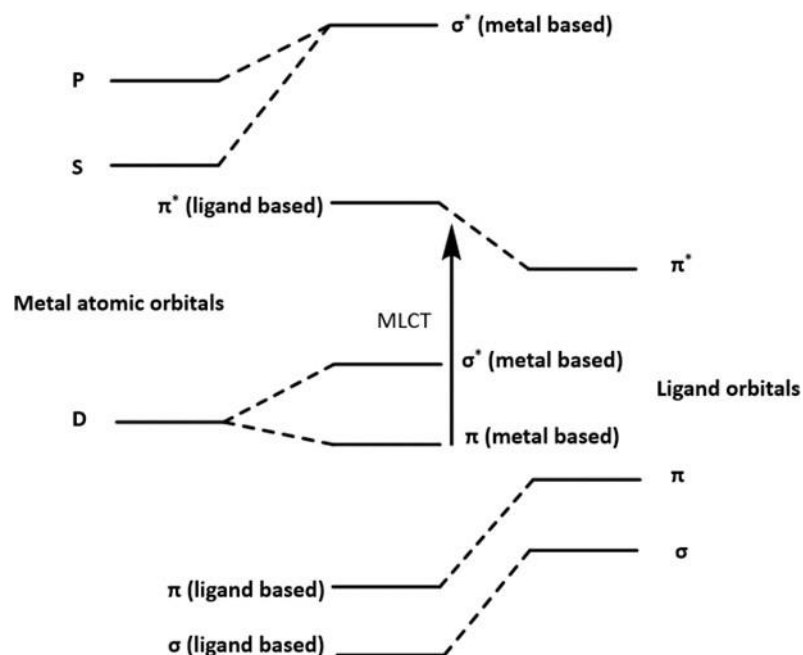 σ* (metal based)
P
S
π* (ligand based)
π*
Metal atomic orbitals
MLCT
σ* (metal based)
Ligand orbitals
D
π (metal based)
π
σ
π (ligand based)
σ (ligand based)